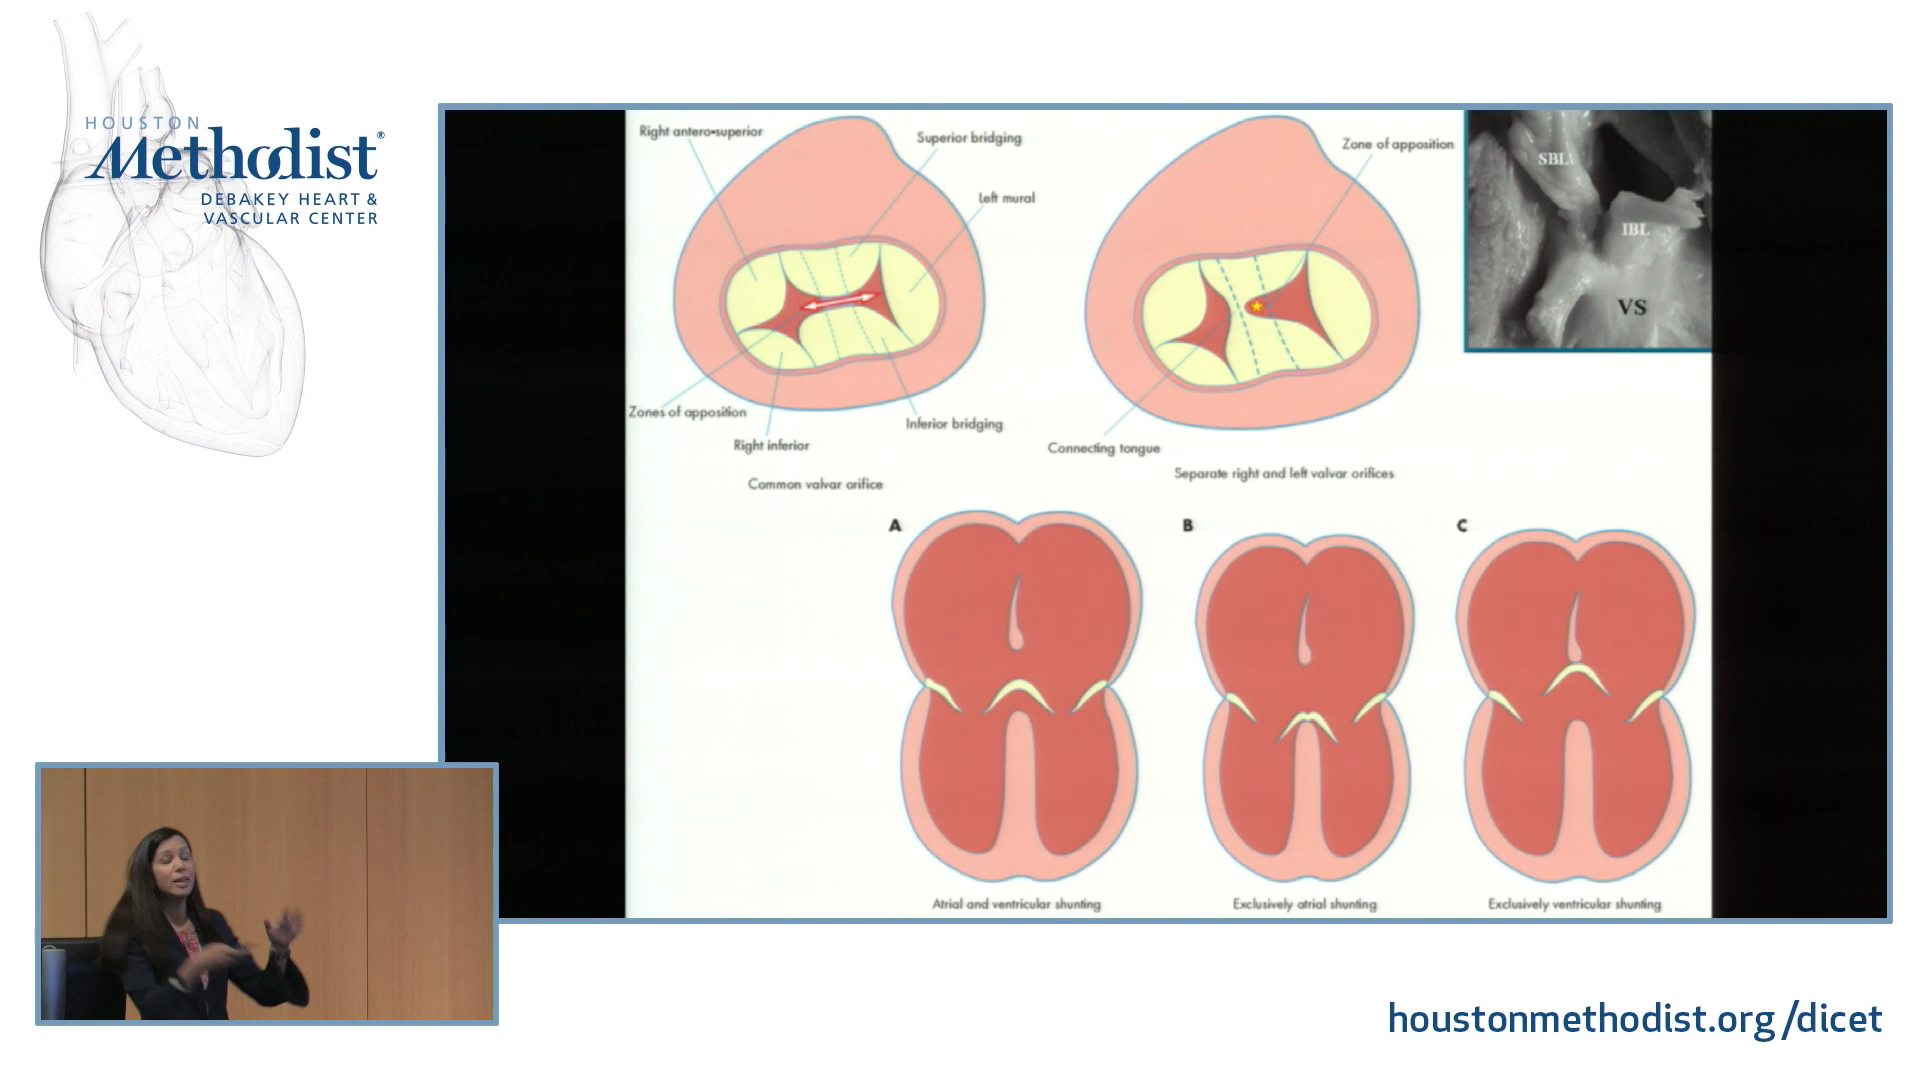 HOUSTON
Methodist®
DEBAKEY HEART &
VASCULAR CENTER
Right antero-superior
Superior bridging
Left mural
Zones of apposition
Right inferior
Inferior bridging
Common valvar orifice
Zone of apposition
Connecting tongue
Separate right and left valvar orifices
SBL
IBL
VS
A
B
C
Atrial and ventricular shunting
Exclusively atrial shunting
Exclusively ventricular shunting
houstonmethodist.org/dicet